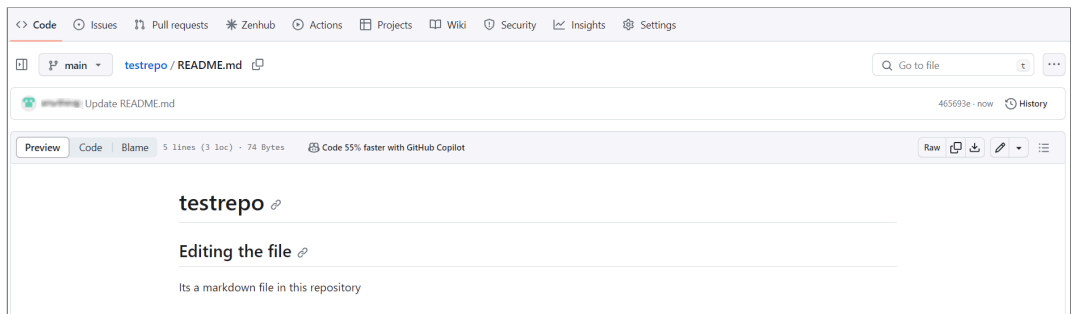 Code Issues Pull requests Zenhub Actions Projects Wiki Security Insights Settings
main testrepo / README.md Go to file t
Update README.md 465693e · now History
Preview Code Blame 5 lines (3 loc) · 74 Bytes Code 55% faster with GitHub Copilot Raw
testrepo
Editing the file
Its a markdown file in this repository